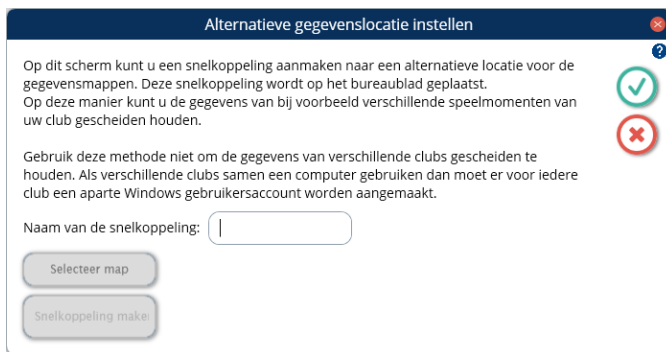 Alternatieve gegevenslocatie instellen
?
Op dit scherm kunt u een snelkoppeling aanmaken naar een alternatieve locatie voor de
gegevensmappen. Deze snelkoppeling wordt op het bureaublad geplaatst.
Op deze manier kunt u de gegevens van bij voorbeeld verschillende speelmomenten van
uw club gescheiden houden.
Gebruik deze methode niet om de gegevens van verschillende clubs gescheiden te
houden. Als verschillende clubs samen een computer gebruiken dan moet er voor iedere
club een aparte Windows gebruikersaccount worden aangemaakt.
Naam van de snelkoppeling:
Selecteer map
Snelkoppeling make